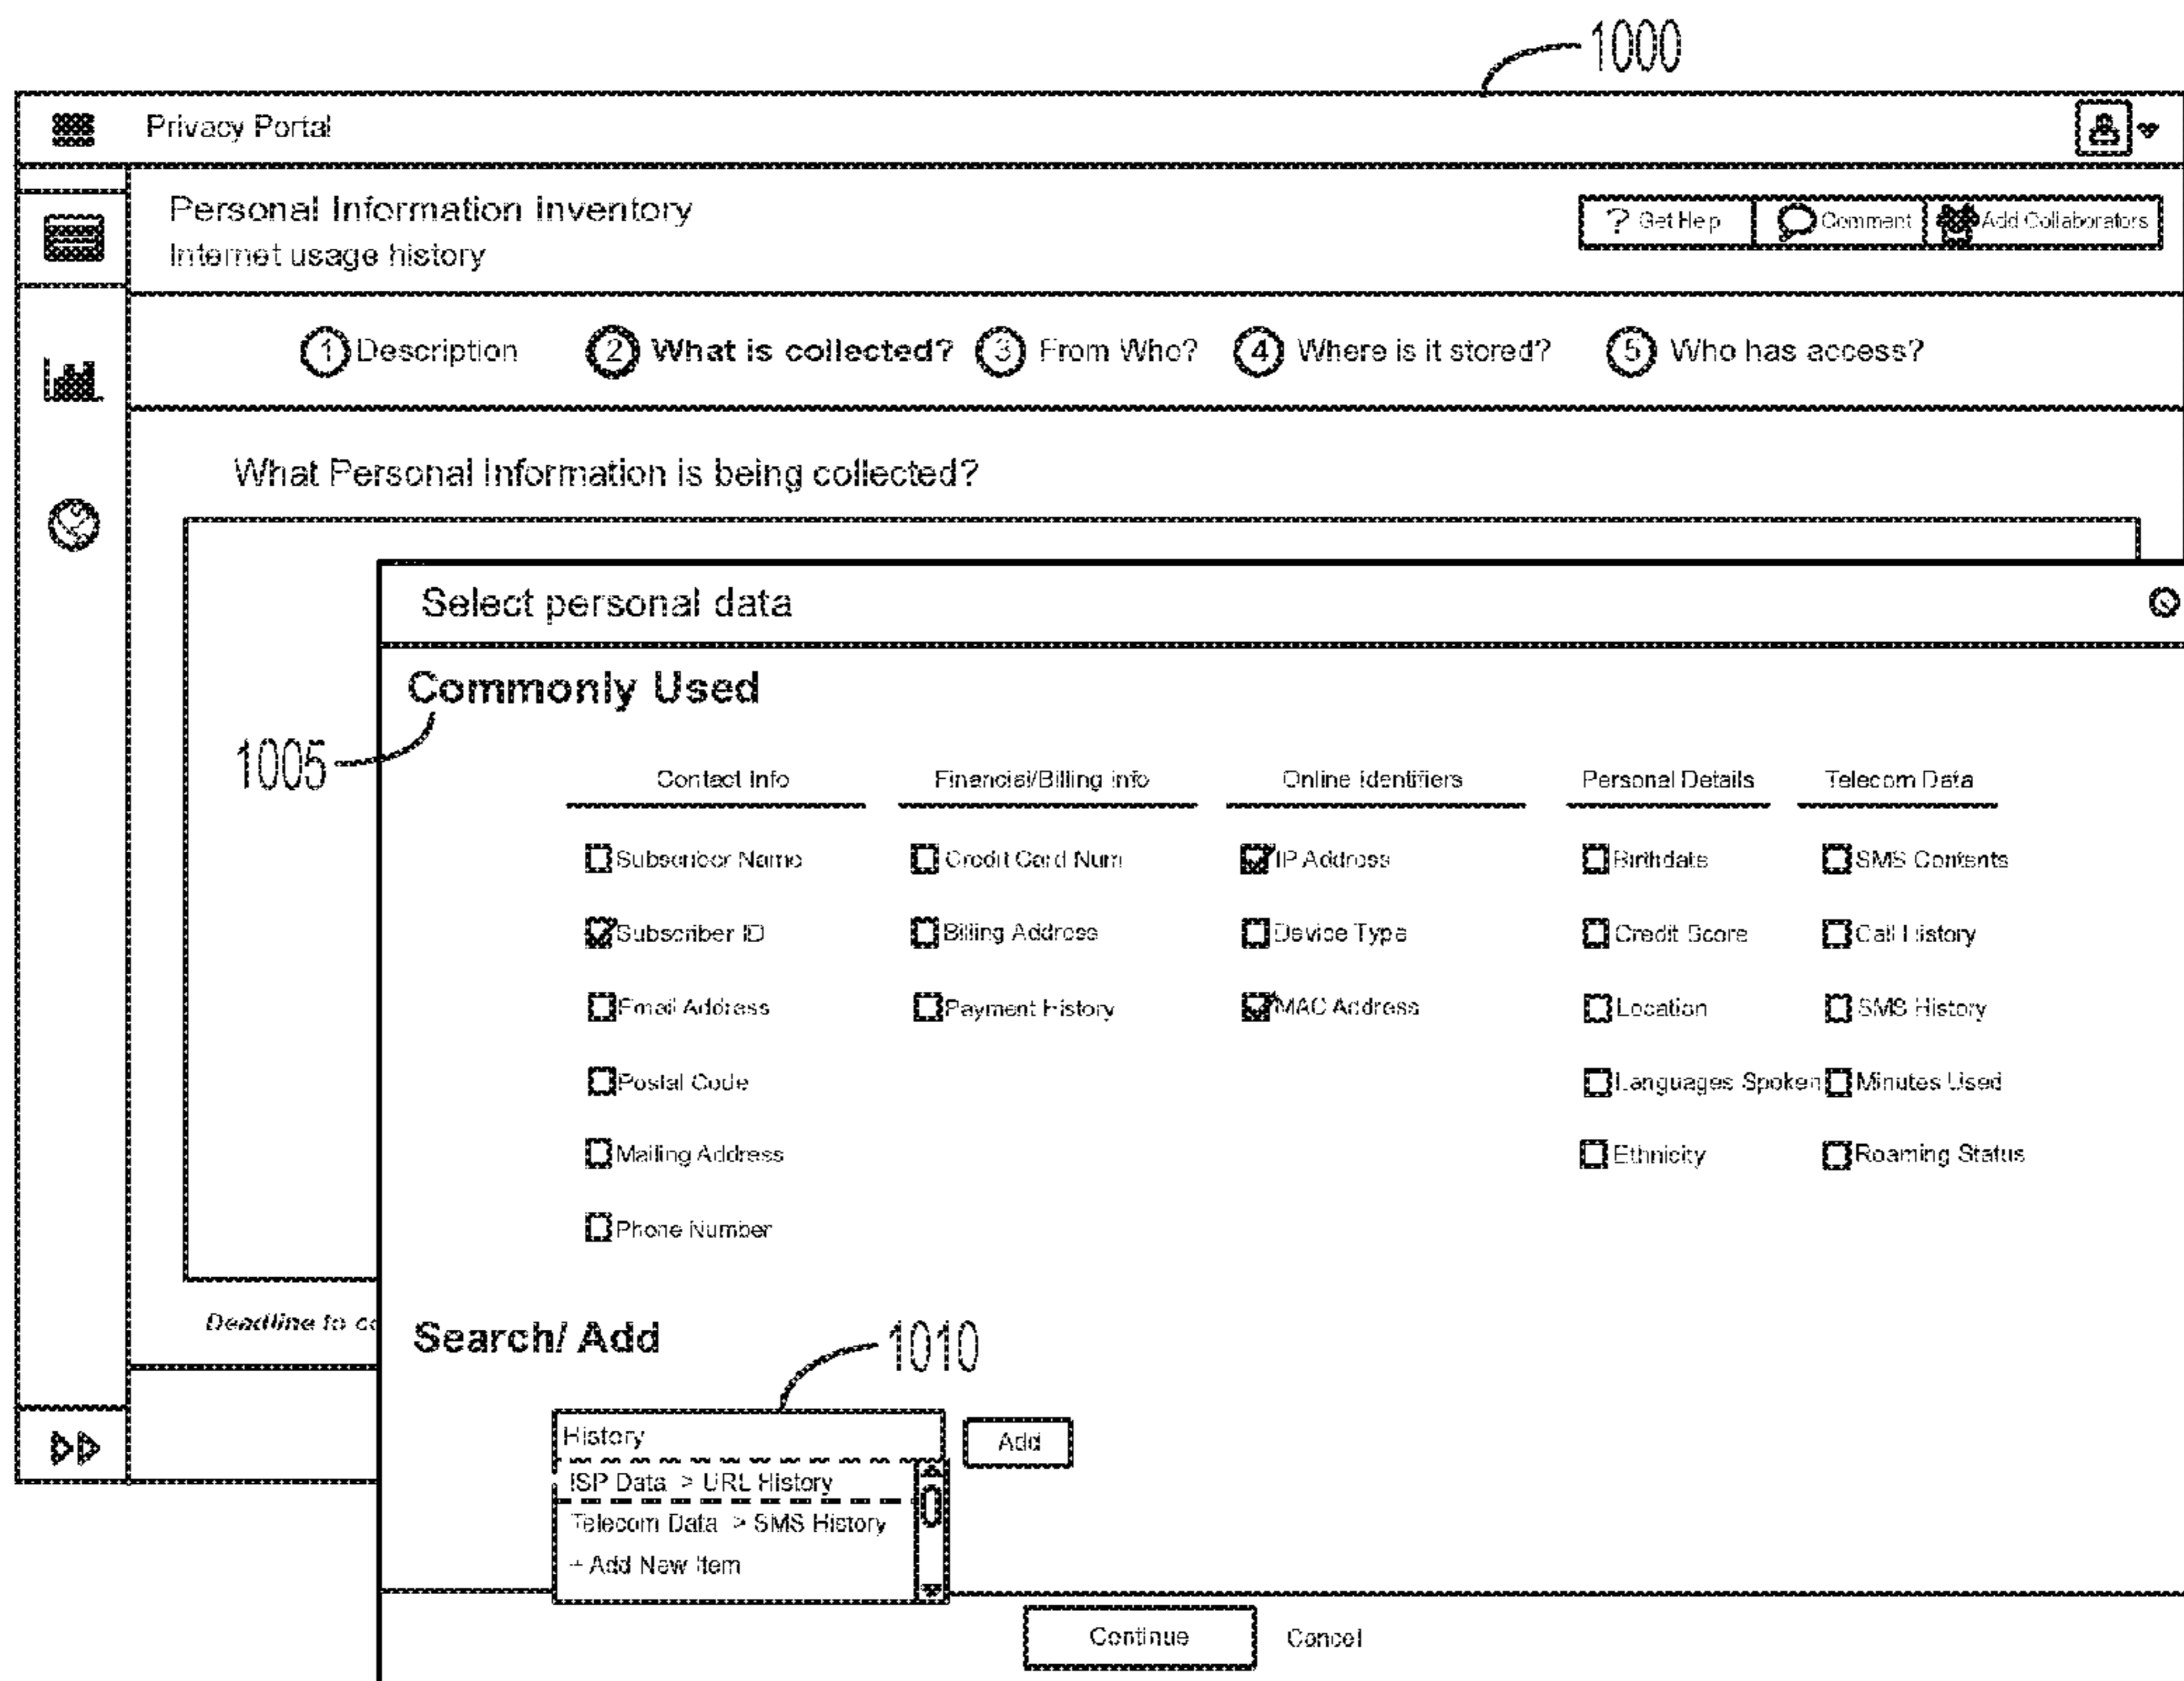 1000
Privacy Portal
Personal Information Inventory
Internet usage history
? Get Help Comment Add Collaborators
1 Description 2 What is collected? 3 From Who? 4 Where is it stored? 5 Who has access?
What Personal Information is being collected?
Select personal data
Commonly Used
1005
Contact Info Financial/Billing Info Online Identifiers Personal Details Telecom Data
Subscriber Name Credit Card Num IP Address Birthdate SMS Contents
Subscriber ID Billing Address Device Type Credit Score Call History
Email Address Payment History MAC Address Location SMS History
Postal Code Languages Spoken Minutes Used
Mailing Address Ethnicity Roaming Status
Phone Number
Deadline to
Search/ Add
1010
History Add
ISP Data > URL History
Telecom Data > SMS History
+ Add New Item
Continue Cancel